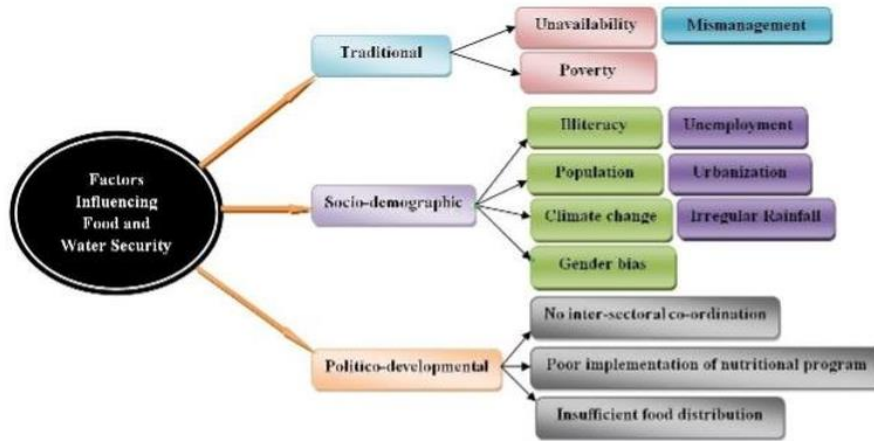 Factors
Influencing
Food and
Water Security
Traditional
Unavailability
Mismanagement
Poverty
Socio-demographic
Illiteracy
Unemployment
Population
Urbanization
Climate change
Irregular Rainfall
Gender bias
Politico-developmental
No inter-sectoral co-ordination
Poor implementation of nutritional program
Insufficient food distribution